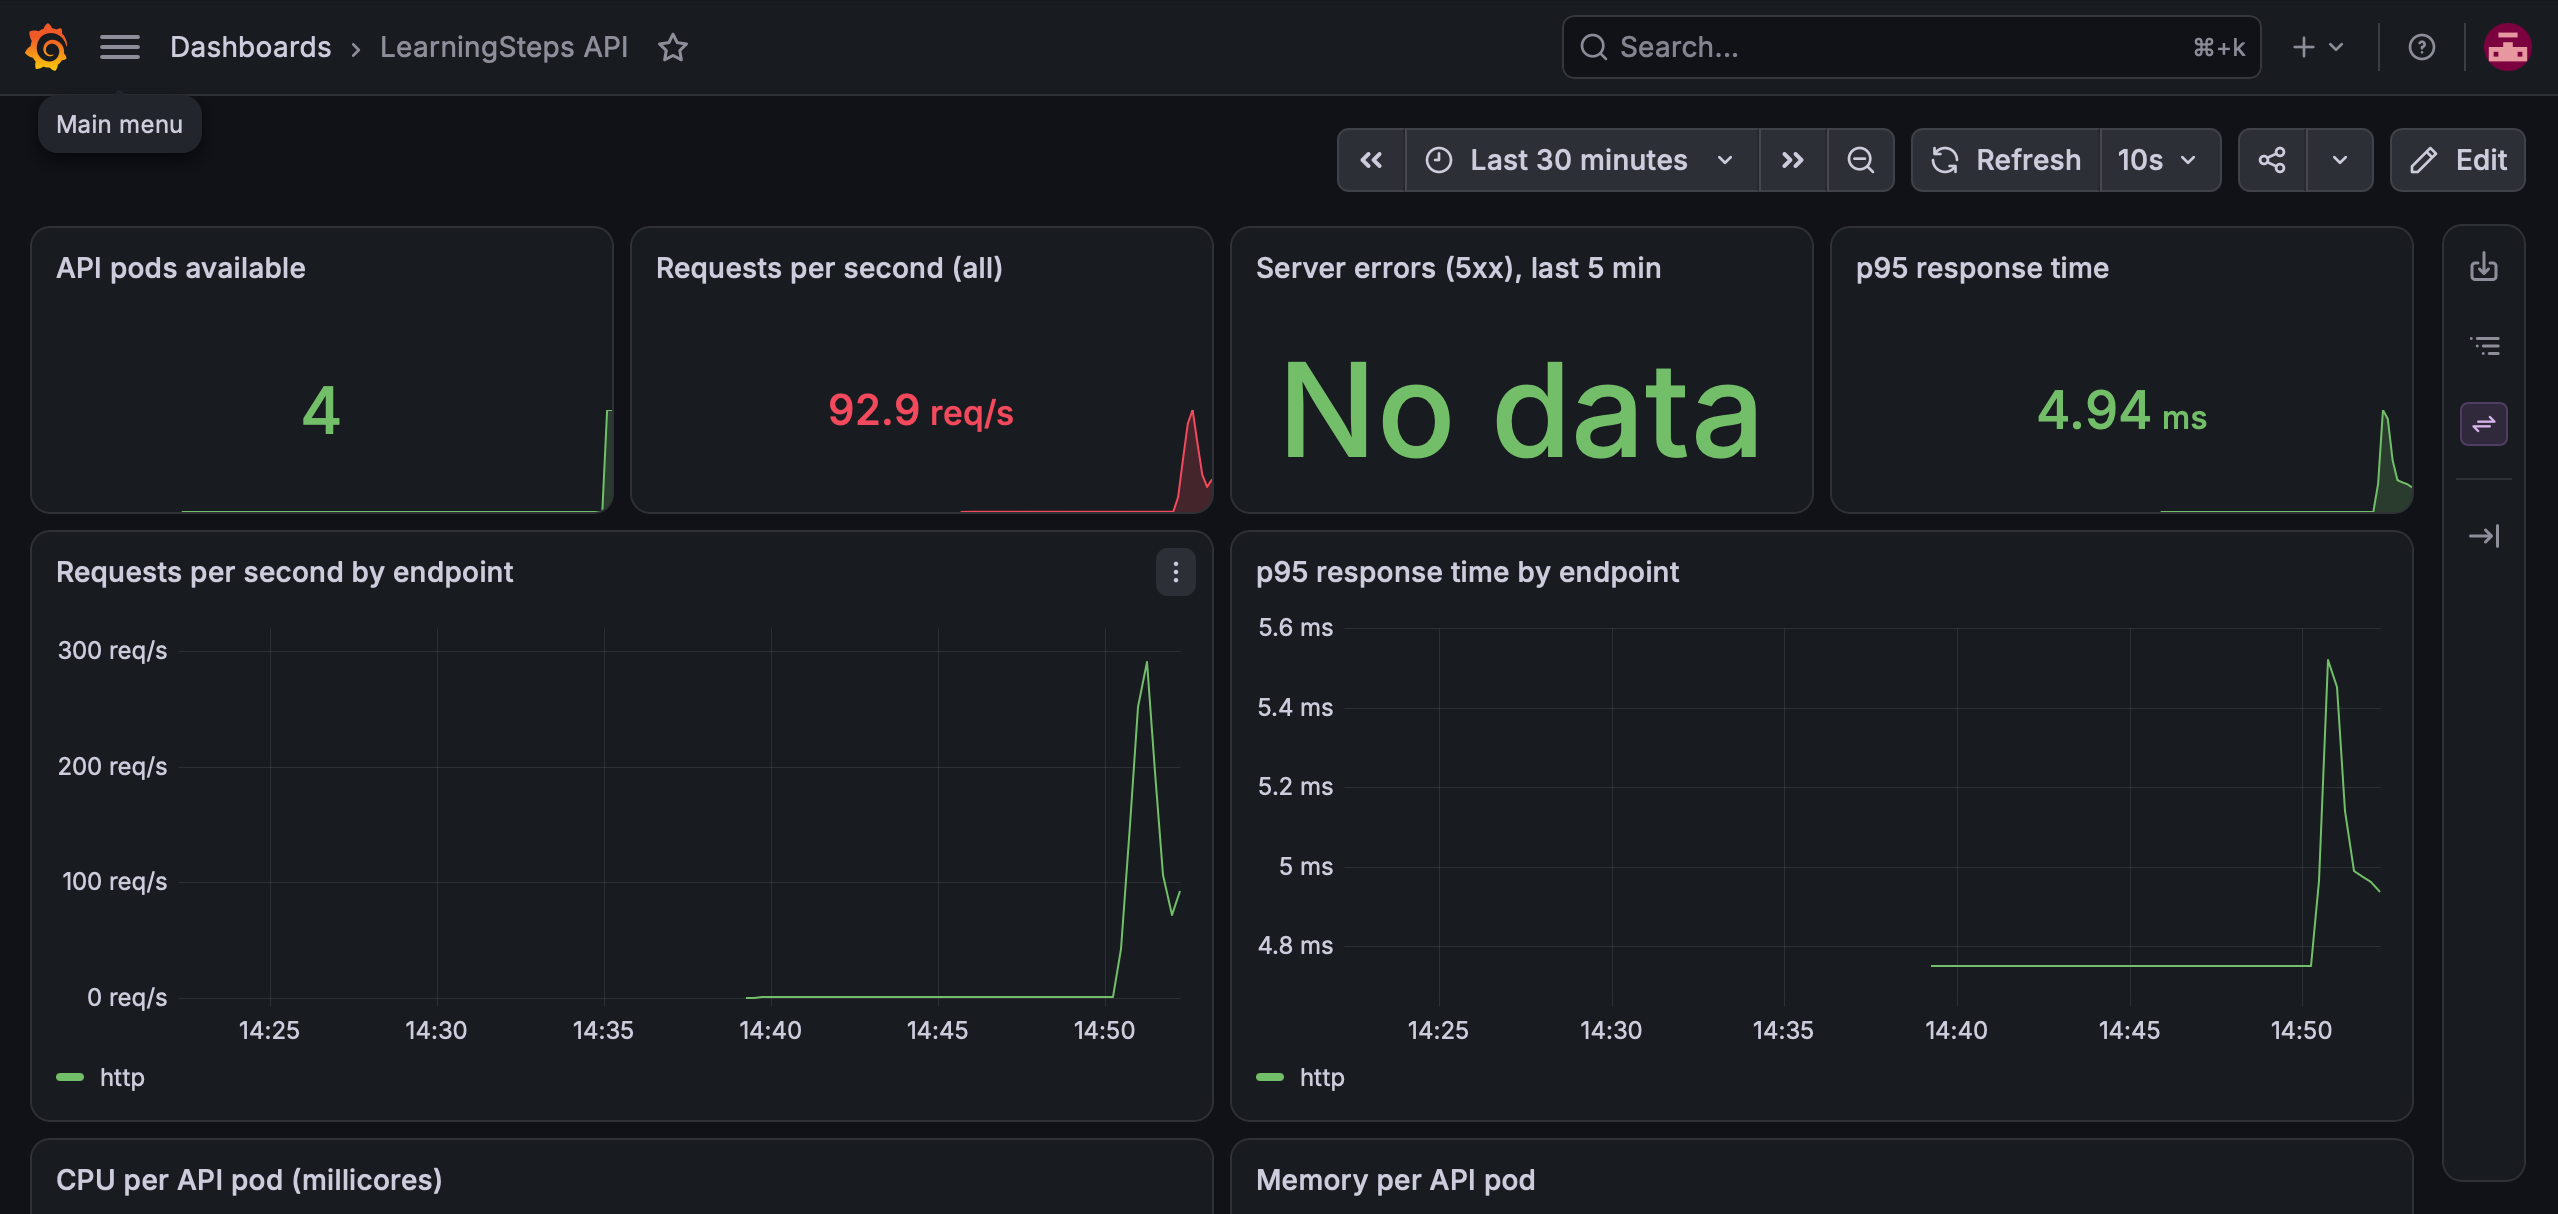 Dashboards › LearningSteps API
Search... ⌘+k
Main menu
Last 30 minutes Refresh 10s Edit
API pods available
4
Requests per second (all)
92.9 req/s
Server errors (5xx), last 5 min
No data
p95 response time
4.94 ms
Requests per second by endpoint
300 req/s
200 req/s
100 req/s
0 req/s
14:25 14:30 14:35 14:40 14:45 14:50
http
p95 response time by endpoint
5.6 ms
5.4 ms
5.2 ms
5 ms
4.8 ms
14:25 14:30 14:35 14:40 14:45 14:50
http
CPU per API pod (millicores)
Memory per API pod